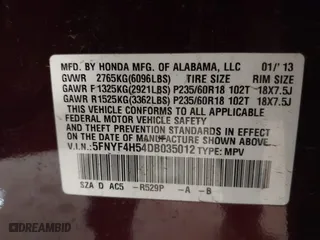 MFD. BY HONDA MFG. OF ALABAMA, LLC 01/'13
GVWR 2765KG(6096LBS) TIRE SIZE RIM SIZE
GAWR F1325KG(2921LBS)P235/60R18 102T 18X7.5J
GAWR R1525KG(3362LBS)P235/60R18 102T 18X7.5J
THIS VEHICLE CONFORMS TO ALL APPLICABLE
FEDERAL MOTOR VEHICLE SAFETY AND THEFT
PREVENTION STANDARDS IN EFFECT ON THE DATE OF
MANUFACTURE SHOWN ABOVE.
V.I.N.:5FNYF4H54DB035012 TYPE: MPV
SZA D AC5 -R529P -A -B
DREAMBID
dreambid.com